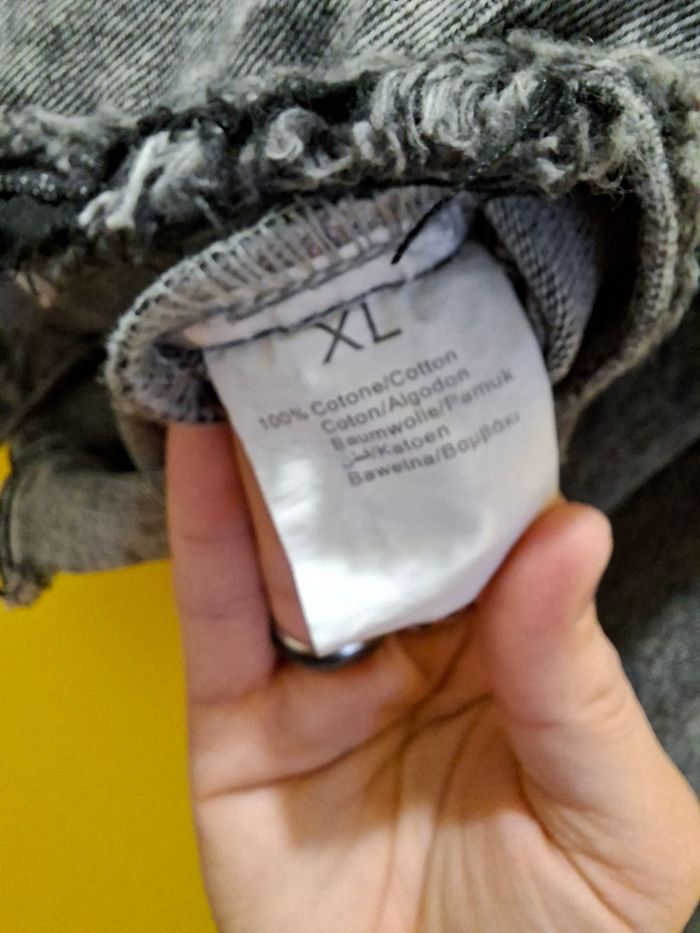 XL
100% Cotone/Cotton
Coton/Algodon
Baumwolle/Pamuk
قطن/Katoen
Bawełna/Βαμβάκι